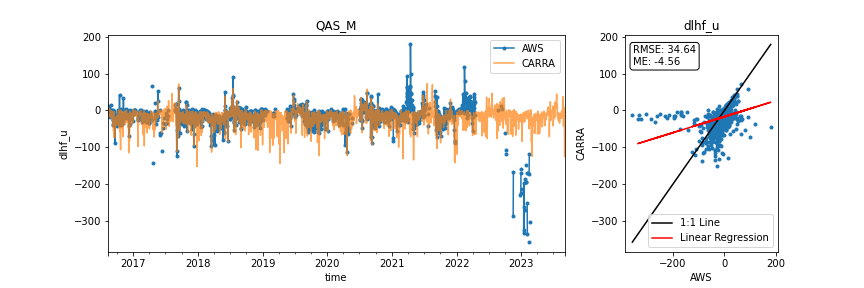 QAS_M
dlhf_u
200
100
0
−100
−200
−300
dlhf_u
2017
2018
2019
2020
2021
2022
2023
time
AWS
CARRA
200
100
0
−100
−200
−300
CARRA
RMSE: 34.64
ME: -4.56
1:1 Line
Linear Regression
−200
0
200
AWS